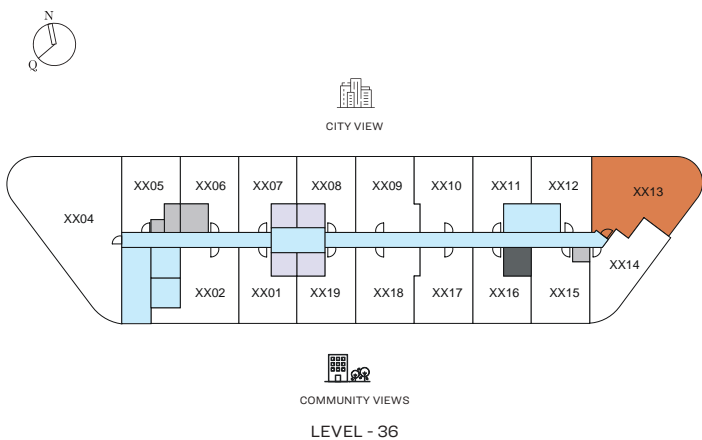 N
Q
CITY VIEW
XX05 XX06 XX07 XX08 XX09 XX10 XX11 XX12 XX13
XX04
XX14
XX02 XX01 XX19 XX18 XX17 XX16 XX15
COMMUNITY VIEWS
LEVEL - 36